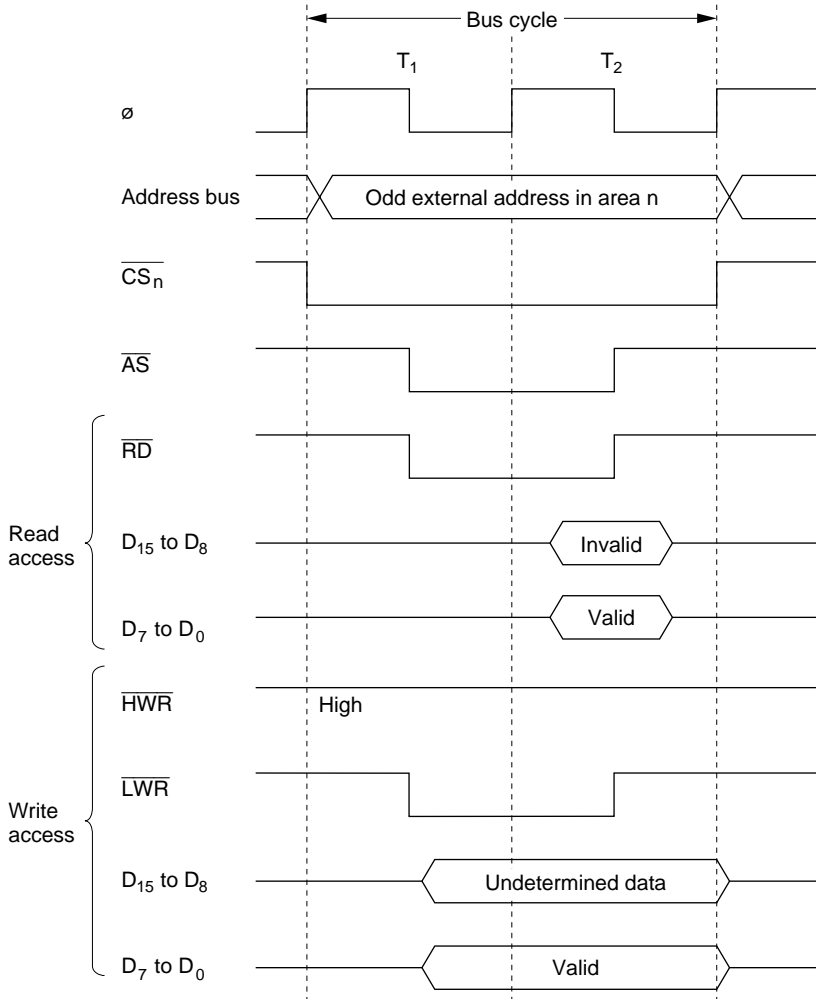 Bus cycle
T1 T2
ø
Address bus Odd external address in area n
CSn
AS
RD
Read access
D15 to D8 Invalid
D7 to D0 Valid
HWR High
LWR
Write access
D15 to D8 Undetermined data
D7 to D0 Valid